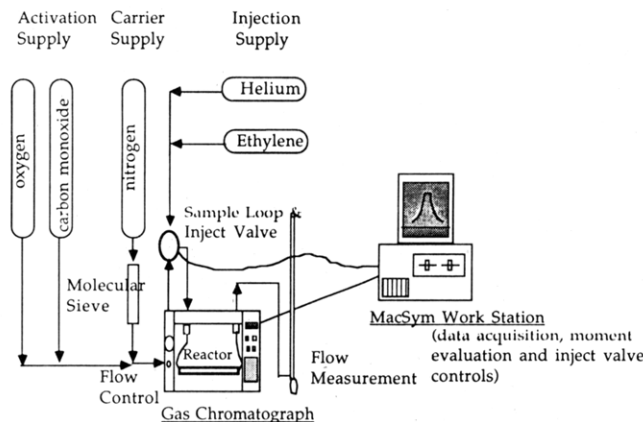 Activation Supply
Carrier Supply
Injection Supply
Helium
Ethylene
oxygen
carbon monoxide
nitrogen
Sample Loop &
Inject Valve
Molecular
Sieve
Reactor
Flow
Control
Flow
Measurement
Gas Chromatograph
MacSym Work Station
(data acquisition, moment
evaluation and inject valve
controls)